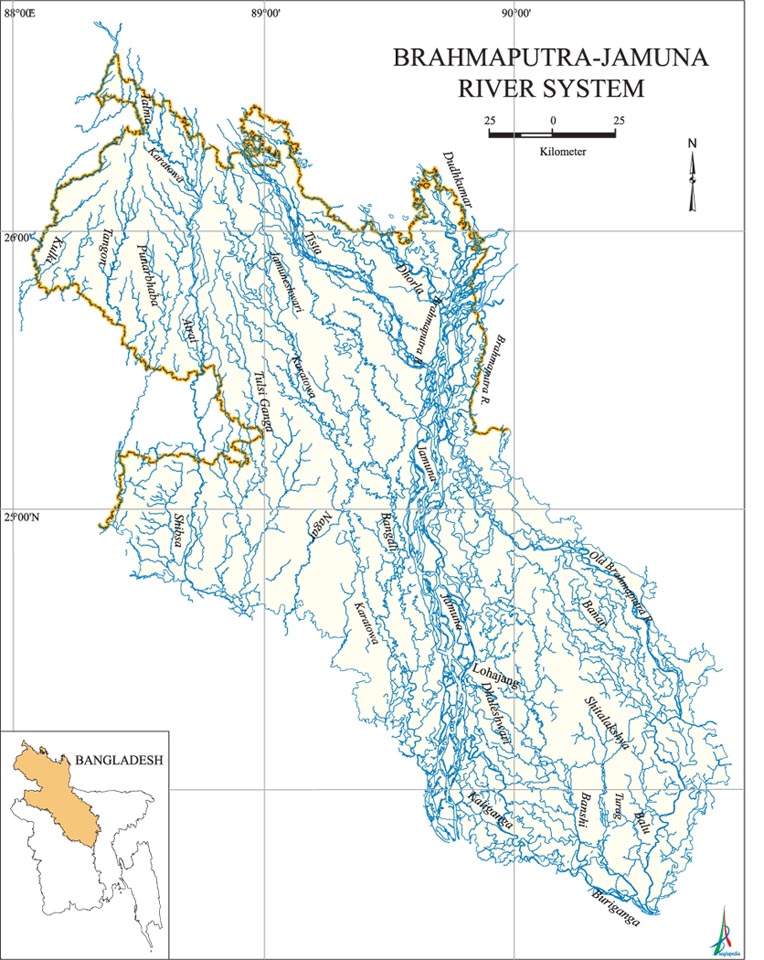 88°00'E
89°00'
90°00'
BRAHMAPUTRA-JAMUNA
RIVER SYSTEM
25 0 25
Kilometer
N
Talma
Karatowa
Dudhkumar
26°00'
Kulik
Tangon
Punarbhaba
Atrai
Jamuneshwari
Tista
Dhorla
Brahmaputra R.
Brahmaputra R.
Karatowa
Tulsi Ganga
Jamuna
25°00'N
Shibsa
Nagar
Bangali
Old Brahmaputra R.
Banar
Karatowa
Jamuna
Lohajang
Dhaleshwari
Shitalakshya
BANGLADESH
Kaliganga
Banshi
Turag
Balu
Buriganga
Banglapedia